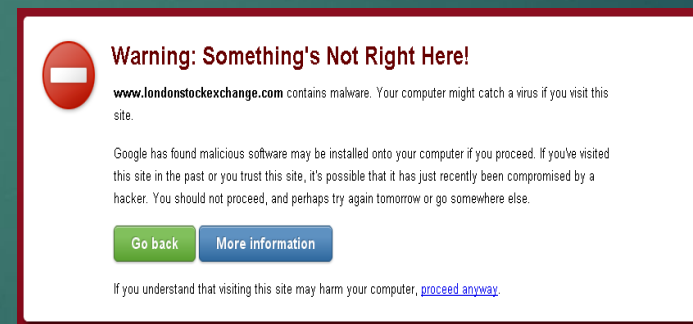 Warning: Something's Not Right Here!
www.londonstockexchange.com contains malware. Your computer might catch a virus if you visit this
site.
Google has found malicious software may be installed onto your computer if you proceed. If you've visited
this site in the past or you trust this site, it's possible that it has just recently been compromised by a
hacker. You should not proceed, and perhaps try again tomorrow or go somewhere else.
Go back More information
If you understand that visiting this site may harm your computer, proceed anyway.